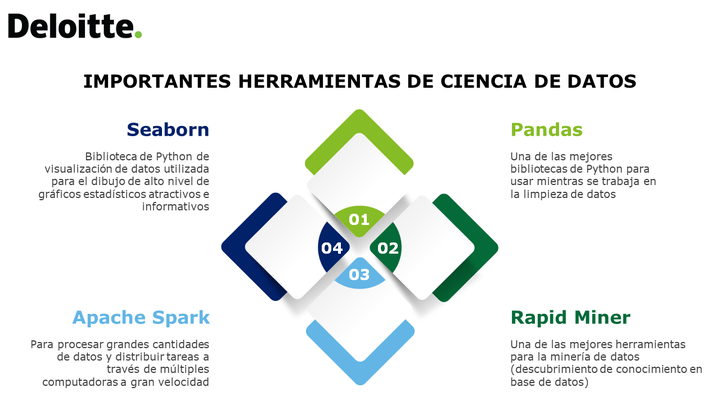 Deloitte.
IMPORTANTES HERRAMIENTAS DE CIENCIA DE DATOS
Seaborn
Biblioteca de Python de
visualización de datos utilizada
para el dibujo de alto nivel de
gráficos estadísticos atractivos e
informativos
Pandas
Una de las mejores
bibliotecas de Python para
usar mientras se trabaja en
la limpieza de datos
01
04
02
03
Apache Spark
Para procesar grandes cantidades
de datos y distribuir tareas a
través de múltiples
computadoras a gran velocidad
Rapid Miner
Una de las mejores herramientas
para la minería de datos
(descubrimiento de conocimiento en
base de datos)